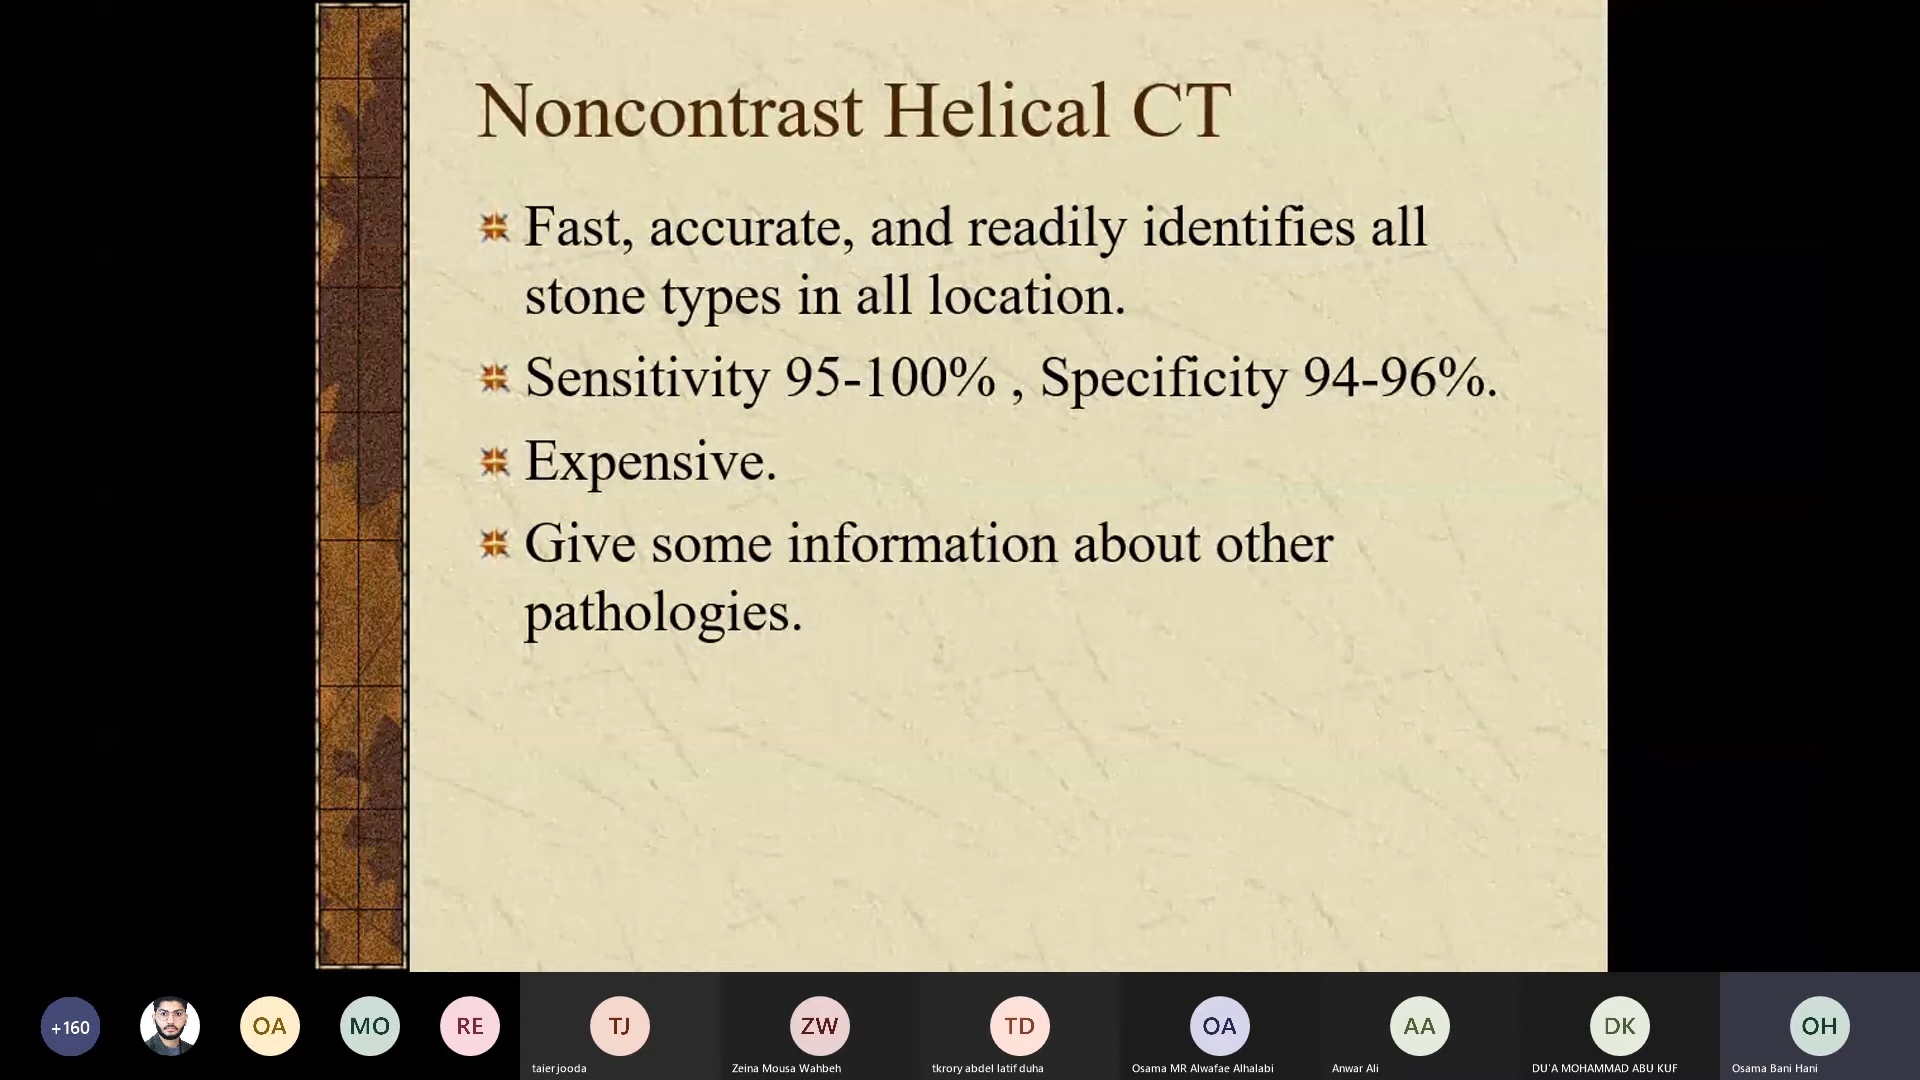 Noncontrast Helical CT
Fast, accurate, and readily identifies all
stone types in all location.
Sensitivity 95-100% , Specificity 94-96%.
Expensive.
Give some information about other
pathologies.
+160
OA
MO
RE
TJ
ZW
TD
OA
AA
DK
OH
taier jooda
Zeina Mousa Wahbeh
tkrory abdel latif duha
Osama MR Alwafae Alhalabi
Anwar Ali
DU'A MOHAMMAD ABU KUF
Osama Bani Hani